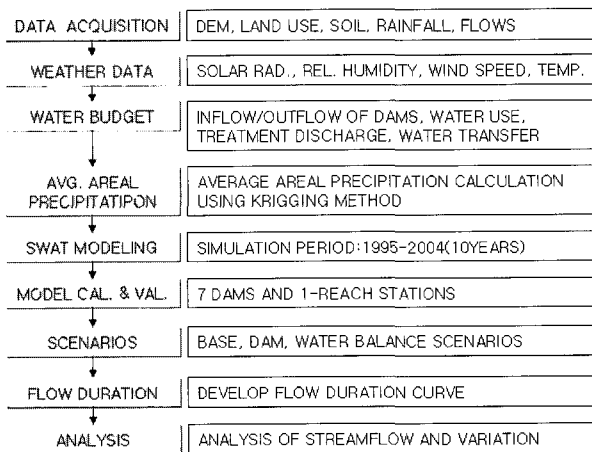 DATA ACQUISITION
DEM, LAND USE, SOIL, RAINFALL, FLOWS
WEATHER DATA
SOLAR RAD., REL. HUMIDITY, WIND SPEED, TEMP.
WATER BUDGET
INFLOW/OUTFLOW OF DAMS, WATER USE,
TREATMENT DISCHARGE, WATER TRANSFER
AVG. AREAL
PRECIPITATIPON
AVERAGE AREAL PRECIPITATION CALCULATION
USING KRIGGING METHOD
SWAT MODELING
SIMULATION PERIOD:1995-2004(10YEARS)
MODEL CAL. & VAL.
7 DAMS AND 1-REACH STATIONS
SCENARIOS
BASE, DAM, WATER BALANCE SCENARIOS
FLOW DURATION
DEVELOP FLOW DURATION CURVE
ANALYSIS
ANALYSIS OF STREAMFLOW AND VARIATION